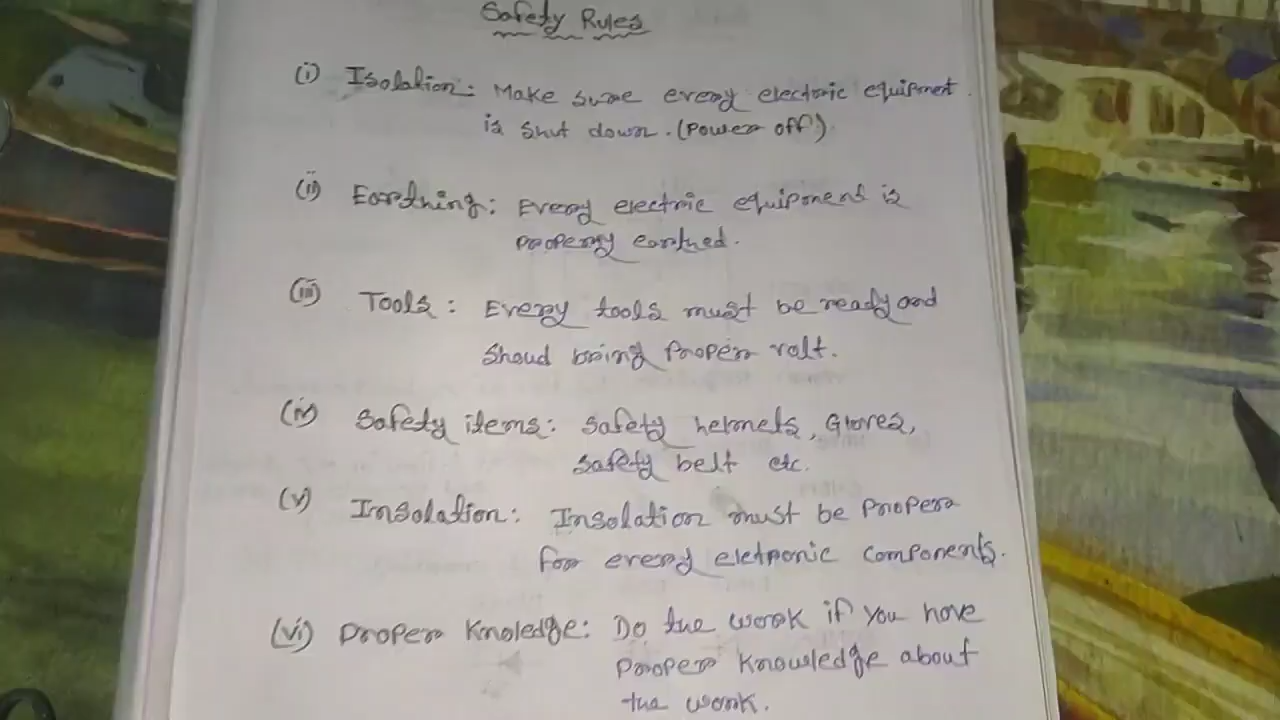 Safety Rules
(i) Isolation: Make sure every electric equipment
is shut down. (Power off)
(ii) Earthing: Every electric equipment is
properly earthed.
(iii) Tools: Every tools must be ready and
shoud bring proper volt.
(iv) Safety items: Safety helmets, Gloves,
safety belt etc.
(v) Insolation: Insolation must be proper
for every eletronic components.
(vi) Proper Knoledge: Do the work if you have
proper knowledge about
the work.